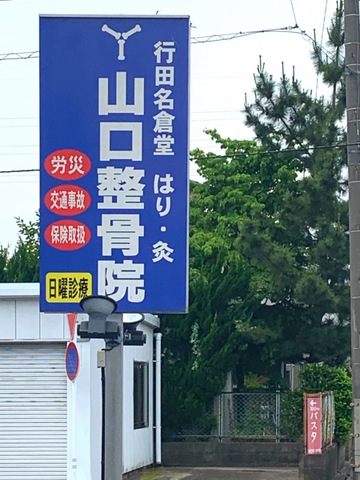 行田名倉堂 はり・灸
山口整骨院
労災
交通事故
保険取扱
日曜診療
パスタ